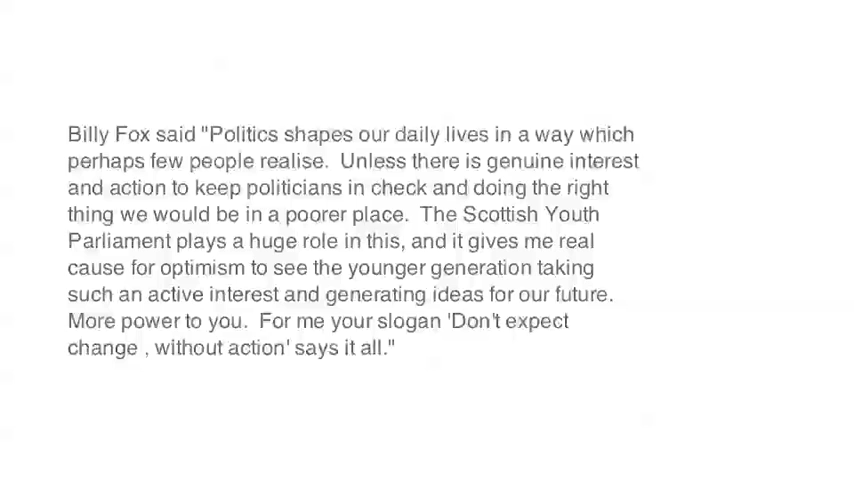 Billy Fox said "Politics shapes our daily lives in a way which
perhaps few people realise.  Unless there is genuine interest
and action to keep politicians in check and doing the right
thing we would be in a poorer place.  The Scottish Youth
Parliament plays a huge role in this, and it gives me real
cause for optimism to see the younger generation taking
such an active interest and generating ideas for our future.
More power to you.  For me your slogan 'Don't expect
change , without action' says it all."